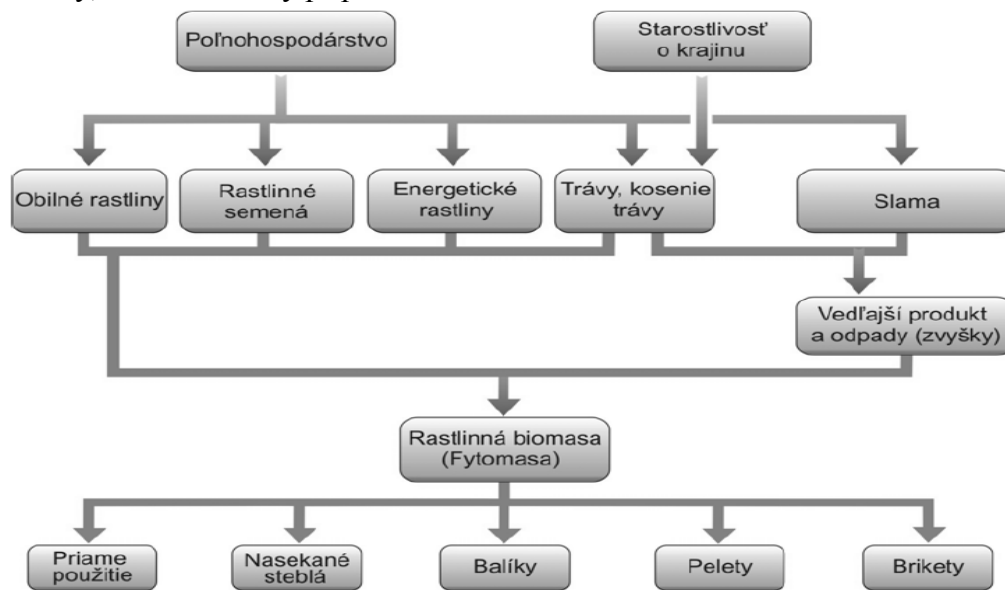 Poľnohospodárstvo
Starostlivosť
o krajinu
Obilné rastliny
Rastlinné
semená
Energetické
rastliny
Trávy, kosenie
trávy
Slama
Vedľajší produkt
a odpady (zvyšky)
Rastlinná biomasa
(Fytomasa)
Priame
použitie
Nasekané
steblá
Balíky
Pelety
Brikety